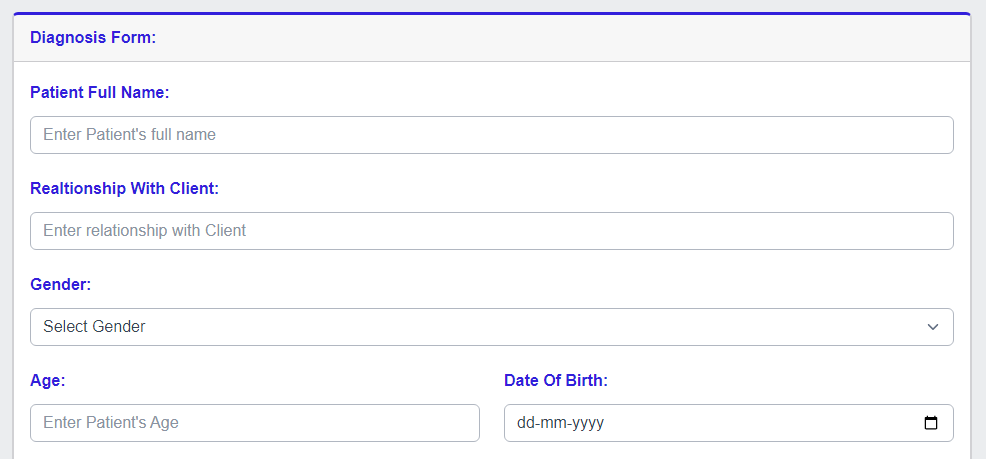 Diagnosis Form:
Patient Full Name:
Enter Patient's full name
Realtionship With Client:
Enter relationship with Client
Gender:
Select Gender
Age: Date Of Birth:
Enter Patient's Age dd-mm-yyyy